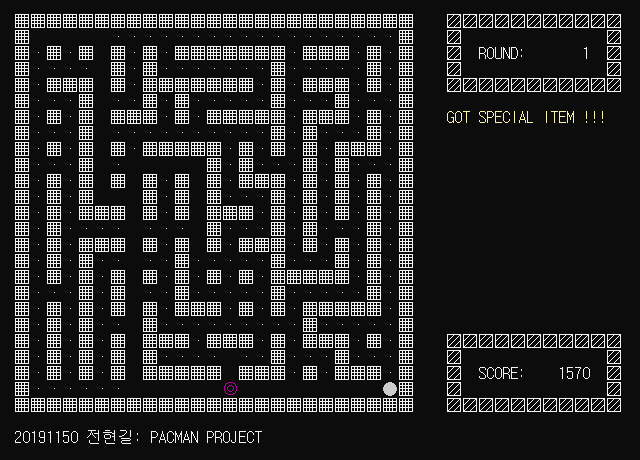 ROUND: 1
GOT SPECIAL ITEM !!!
SCORE: 1570
20191150 전현길: PACMAN PROJECT